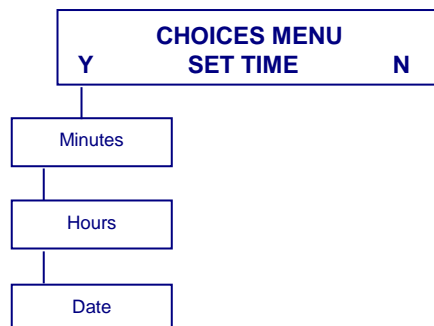 CHOICES MENU
Y SET TIME N
Minutes
Hours
Date